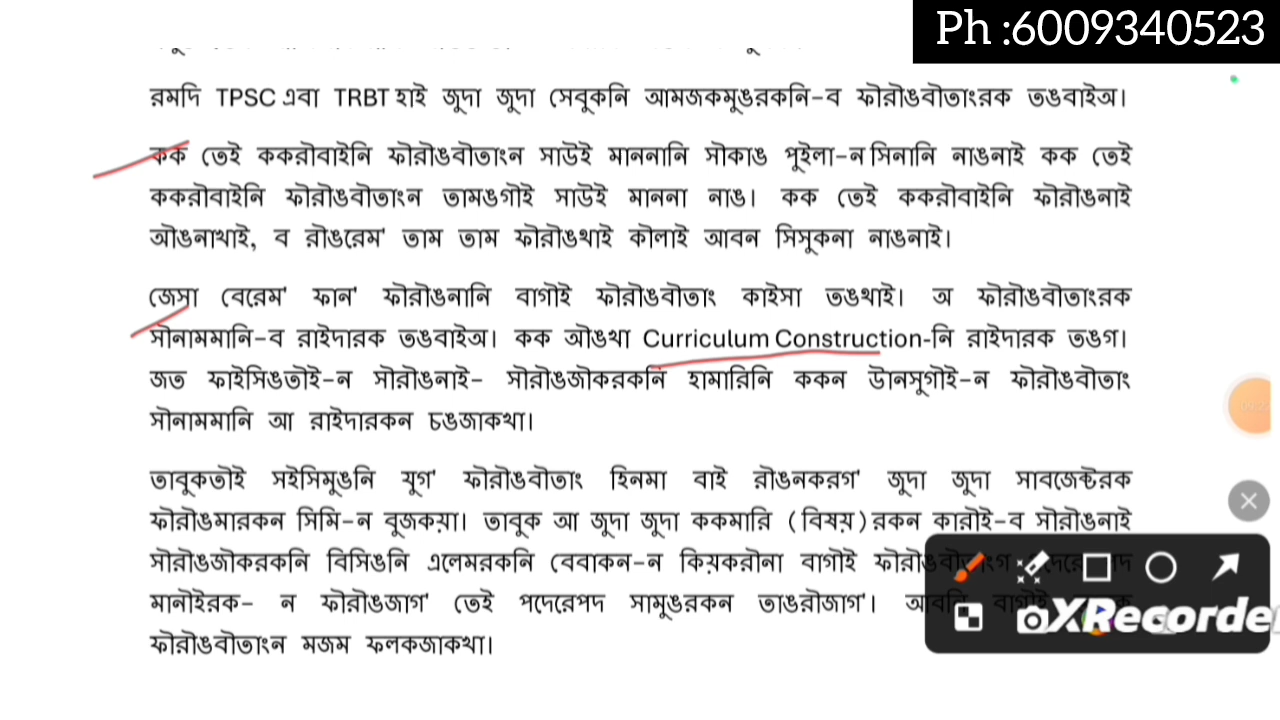 Ph :6009340523
রমদি TPSC এবা TRBT হাই জুদা জুদা সেবুকনি আমজকমুঙরকনি-ব ফৗরৗঙবৗতাংরক তঙবাইঅ।
কক তেই ককরৗবাইনি ফৗরৗঙবৗতাংন সাউই মাননানি সৗকাঙ পুইলা-ন সিনানি নাঙনাই কক তেই
ককরৗবাইনি ফৗরৗঙবৗতাংন তামঙগৗই সাউই মাননা নাঙ। কক তেই ককরৗবাইনি ফৗরৗঙনাই
ঔঙনাখাই, ব রৗঙরেম' তাম তাম ফৗরৗঙথাই কৗলাই আবন সিসুকনা নাঙনাই।
জেসা বেরেম' ফান' ফৗরৗঙনানি বাগৗই ফৗরৗঙবৗতাং কাইসা তঙথাই। অ ফৗরৗঙবৗতাংরক
সৗনামমানি-ব রাইদারক তঙবাইঅ। কক ঔঙখা Curriculum Construction-নি রাইদারক তঙগ।
জত ফাইসিঙতৗই-ন সৗরৗঙনাই- সৗরৗঙজৗকরকনি হামারিনি ককন উানসুগৗই-ন ফৗরৗঙবৗতাং
সৗনামমানি আ রাইদারকন চঙজাকখা।
তাবুকতৗই সইসিমুঙনি যুগ' ফৗরৗঙবৗতাং হিনমা বাই রৗঙনকরগ' জুদা জুদা সাবজেক্টরক
ফৗরৗঙমারকন সিমি-ন বুজকয়া। তাবুক আ জুদা জুদা ককমারি (বিষয়)রকন কারৗই-ব সৗরৗঙনাই
সৗরৗঙজৗকরকনি বিসিঙনি এলেমরকনি বেবাকন-ন কিয়করৗনা বাগৗই
মানৗইরক- ন ফৗরৗঙজাগ' তেই পদেরেপদ সামুঙরকন তাঙরৗজাগ'। আবনি বাগৗই
ফৗরৗঙবৗতাংন মজম ফলকজাকখা।
XRecorder